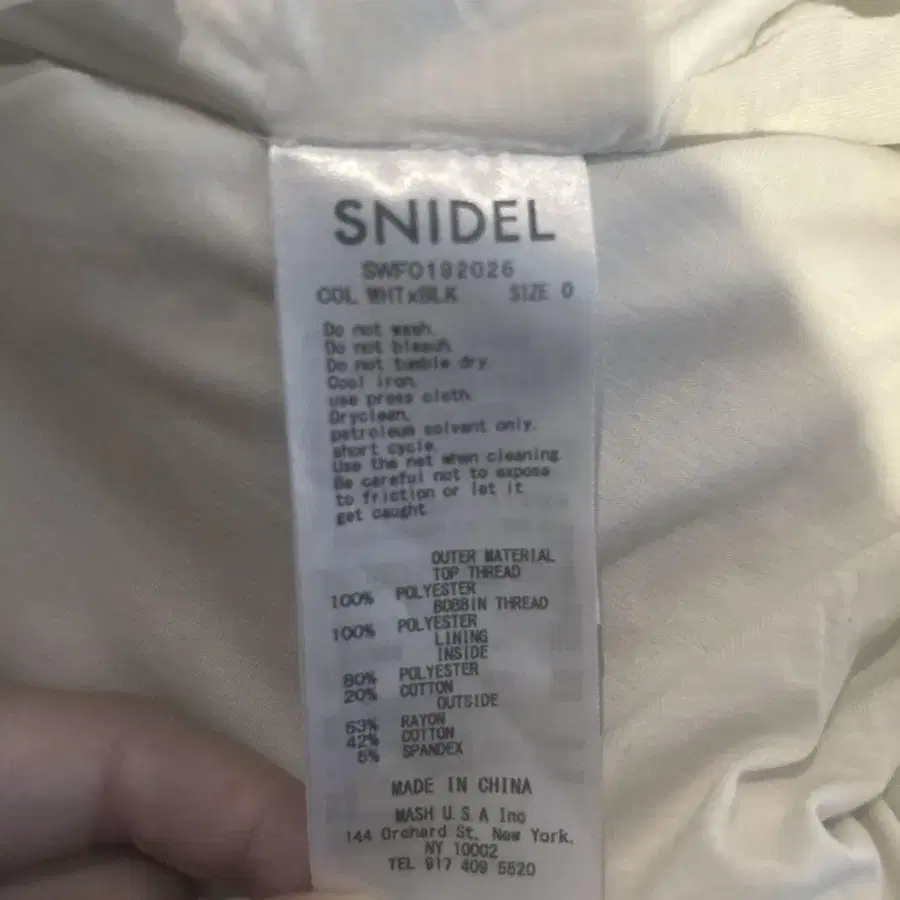 SNIDEL
SWFO192026
COL WHTxBLK SIZE 0
Do not wash.
Do not bleach.
Do not tumble dry.
Cool iron.
use press cloth.
Dryclean,
petroleum solvent only.
short cycle.
Use the net when cleaning.
Be careful not to expose
to friction or let it
get caught.
OUTER MATERIAL
TOP THREAD
100% POLYESTER
BOBBIN THREAD
100% POLYESTER
LINING
INSIDE
80% POLYESTER
20% COTTON
OUTSIDE
53% RAYON
42% COTTON
5% SPANDEX
MADE IN CHINA
MASH U.S.A Inc
144 Orchard St. New York.
NY 10002
TEL 917 409 5520